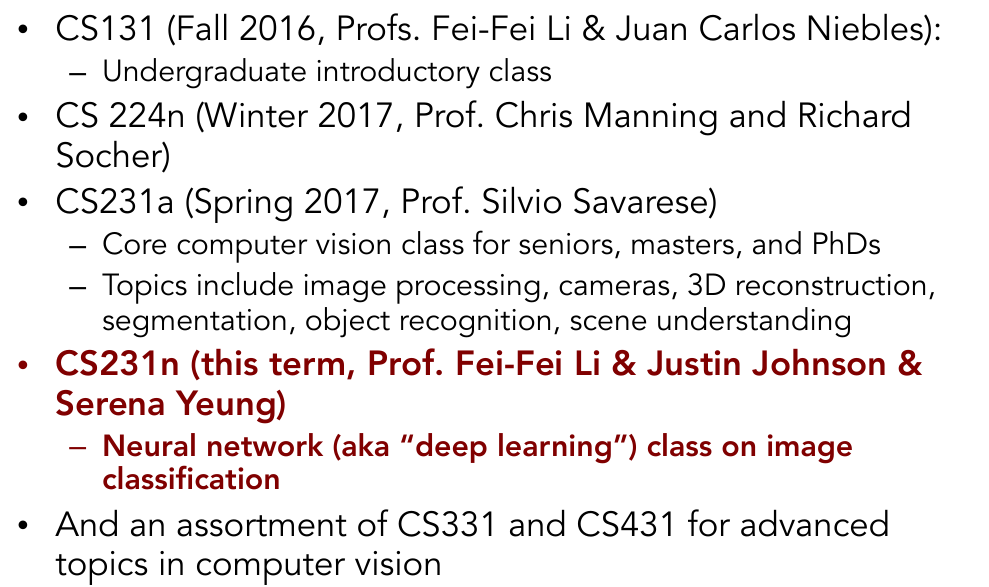 • CS131 (Fall 2016, Profs. Fei-Fei Li & Juan Carlos Niebles):
– Undergraduate introductory class
• CS 224n (Winter 2017, Prof. Chris Manning and Richard
Socher)
• CS231a (Spring 2017, Prof. Silvio Savarese)
– Core computer vision class for seniors, masters, and PhDs
– Topics include image processing, cameras, 3D reconstruction,
segmentation, object recognition, scene understanding
• CS231n (this term, Prof. Fei-Fei Li & Justin Johnson &
Serena Yeung)
– Neural network (aka “deep learning”) class on image
classification
• And an assortment of CS331 and CS431 for advanced
topics in computer vision